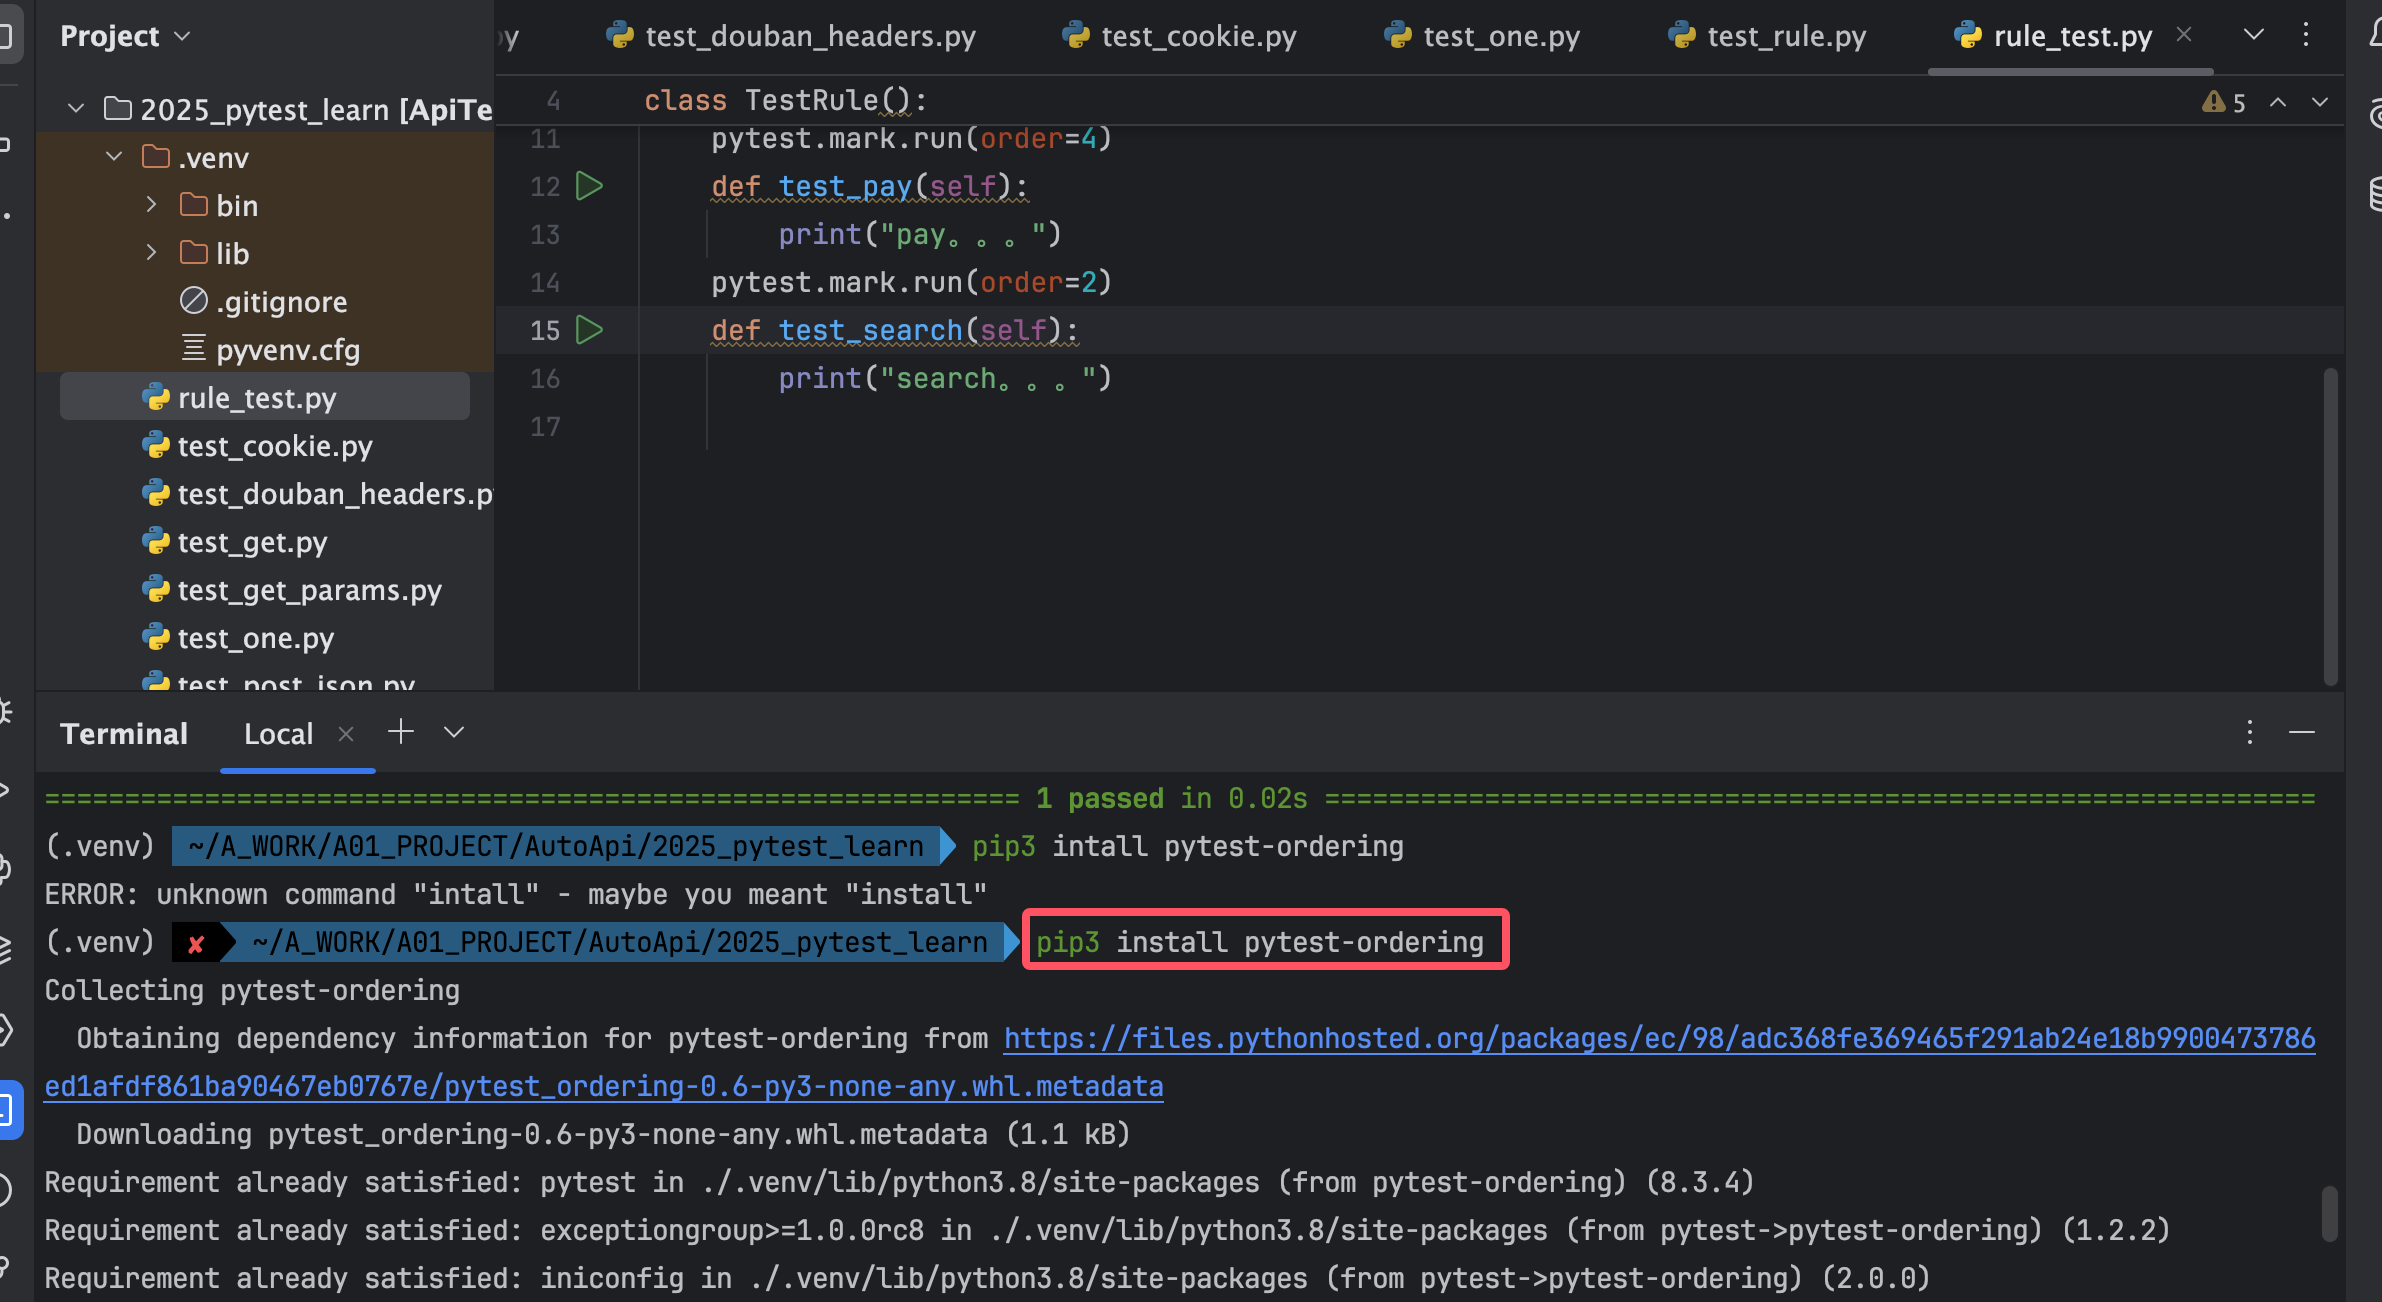 Project
test_douban_headers.py
test_cookie.py
test_one.py
test_rule.py
rule_test.py
2025_pytest_learn [ApiTe
.venv
bin
lib
.gitignore
pyvenv.cfg
rule_test.py
test_cookie.py
test_douban_headers.p
test_get.py
test_get_params.py
test_one.py
test_post_json.py
4 class TestRule():
5
11 pytest.mark.run(order=4)
12 def test_pay(self):
13 print("pay。。。")
14 pytest.mark.run(order=2)
15 def test_search(self):
16 print("search。。。")
17
Terminal Local
============================================================= 1 passed in 0.02s ==============================================================
(.venv) ~/A_WORK/A01_PROJECT/AutoApi/2025_pytest_learn pip3 intall pytest-ordering
ERROR: unknown command "intall" - maybe you meant "install"
(.venv) ✘ ~/A_WORK/A01_PROJECT/AutoApi/2025_pytest_learn pip3 install pytest-ordering
Collecting pytest-ordering
Obtaining dependency information for pytest-ordering from https://files.pythonhosted.org/packages/ec/98/adc368fe369465f291ab24e18b9900473786
ed1afdf861ba90467eb0767e/pytest_ordering-0.6-py3-none-any.whl.metadata
Downloading pytest_ordering-0.6-py3-none-any.whl.metadata (1.1 kB)
Requirement already satisfied: pytest in ./.venv/lib/python3.8/site-packages (from pytest-ordering) (8.3.4)
Requirement already satisfied: exceptiongroup>=1.0.0rc8 in ./.venv/lib/python3.8/site-packages (from pytest->pytest-ordering) (1.2.2)
Requirement already satisfied: iniconfig in ./.venv/lib/python3.8/site-packages (from pytest->pytest-ordering) (2.0.0)